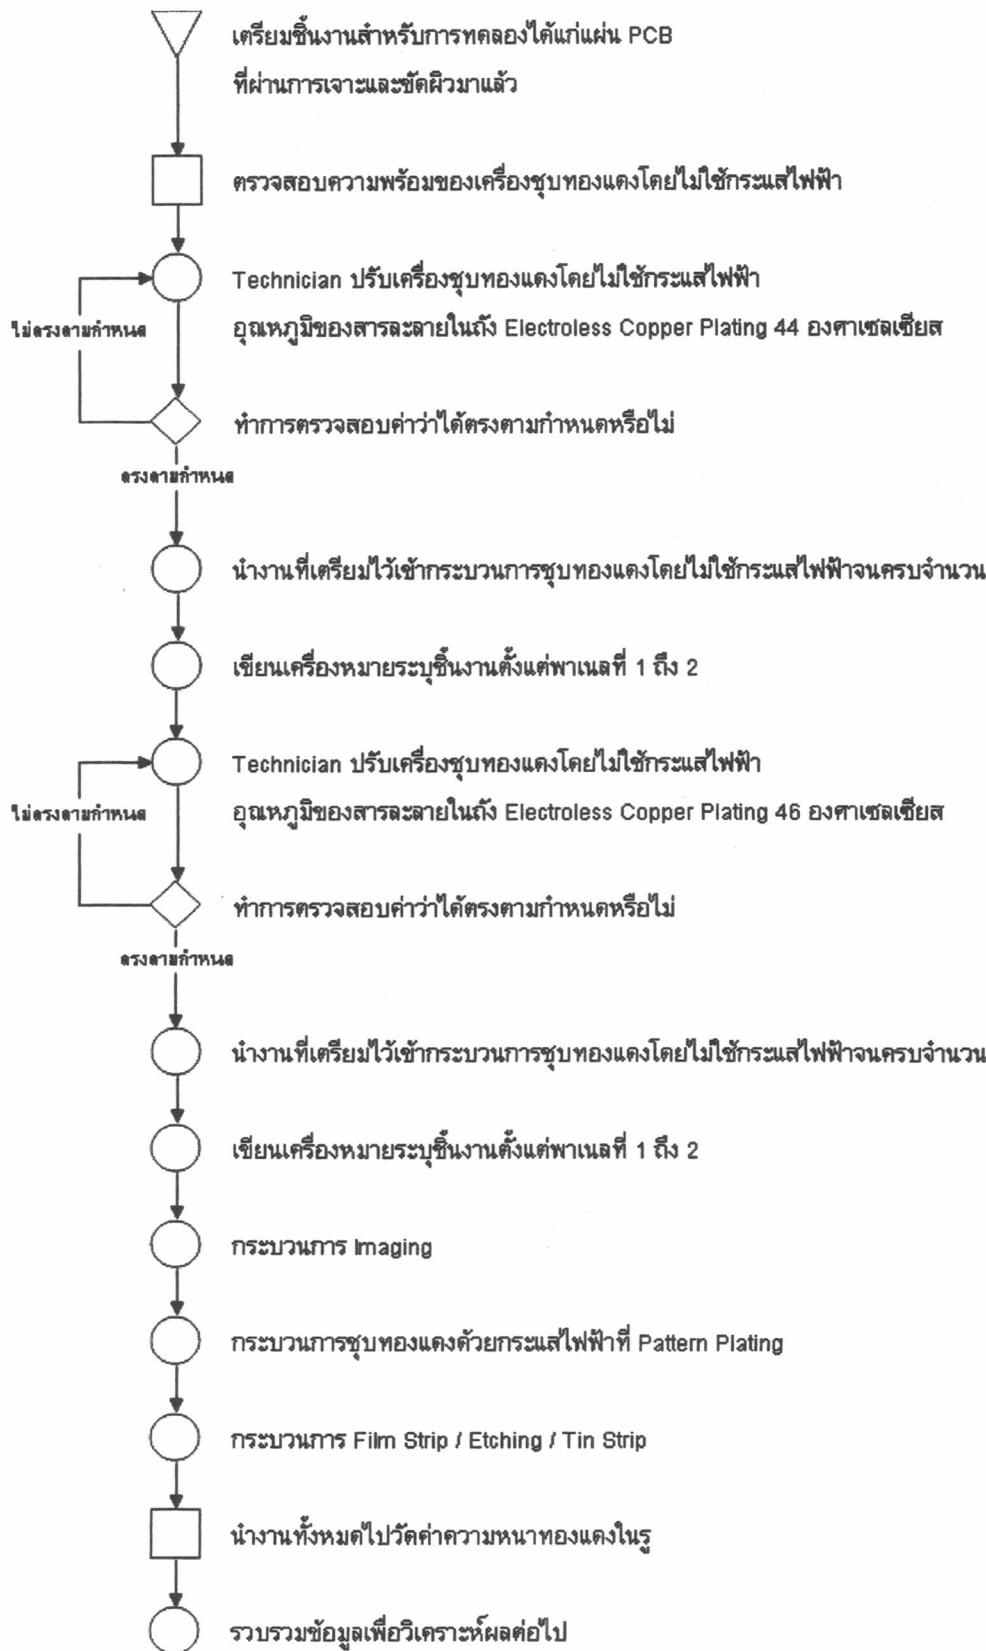 เตรียมชิ้นงานสำหรับการทดลองได้แก่แผ่น PCB
ที่ผ่านการเจาะและขัดผิวมาแล้ว
ตรวจสอบความพร้อมของเครื่องชุบทองแดงโดยไม่ใช้กระแสไฟฟ้า
Technician ปรับเครื่องชุบทองแดงโดยไม่ใช้กระแสไฟฟ้า
ไม่ตรงตามกำหนด
อุณหภูมิของสารละลายในถัง Electroless Copper Plating 44 องศาเซลเซียส
ทำการตรวจสอบค่าว่าได้ตรงตามกำหนดหรือไม่
ตรงตามกำหนด
นำงานที่เตรียมไว้เข้ากระบวนการชุบทองแดงโดยไม่ใช้กระแสไฟฟ้าจนครบจำนวน
เขียนเครื่องหมายระบุชิ้นงานตั้งแต่พาเนลที่ 1 ถึง 2
Technician ปรับเครื่องชุบทองแดงโดยไม่ใช้กระแสไฟฟ้า
ไม่ตรงตามกำหนด
อุณหภูมิของสารละลายในถัง Electroless Copper Plating 46 องศาเซลเซียส
ทำการตรวจสอบค่าว่าได้ตรงตามกำหนดหรือไม่
ตรงตามกำหนด
นำงานที่เตรียมไว้เข้ากระบวนการชุบทองแดงโดยไม่ใช้กระแสไฟฟ้าจนครบจำนวน
เขียนเครื่องหมายระบุชิ้นงานตั้งแต่พาเนลที่ 1 ถึง 2
กระบวนการ Imaging
กระบวนการชุบทองแดงด้วยกระแสไฟฟ้าที่ Pattern Plating
กระบวนการ Film Strip / Etching / Tin Strip
นำงานทั้งหมดไปวัดค่าความหนาทองแดงในรู
รวบรวมข้อมูลเพื่อวิเคราะห์ผลต่อไป